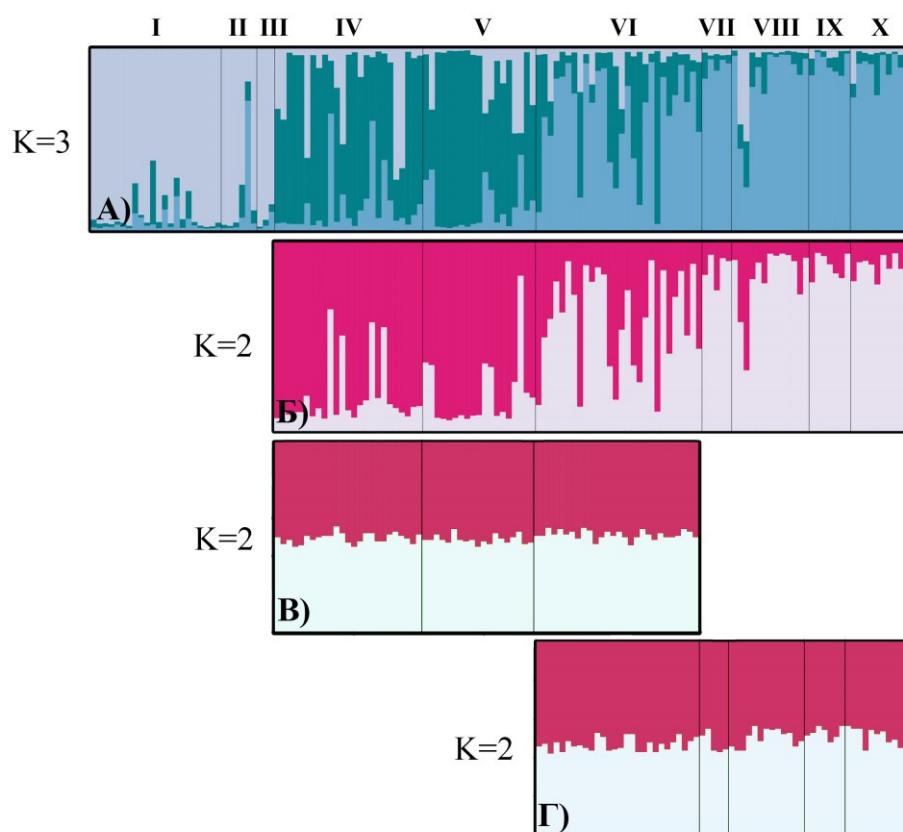 I II III IV V VI VII VIII IX X
K=3
А)
K=2
Б)
K=2
В)
K=2
Г)